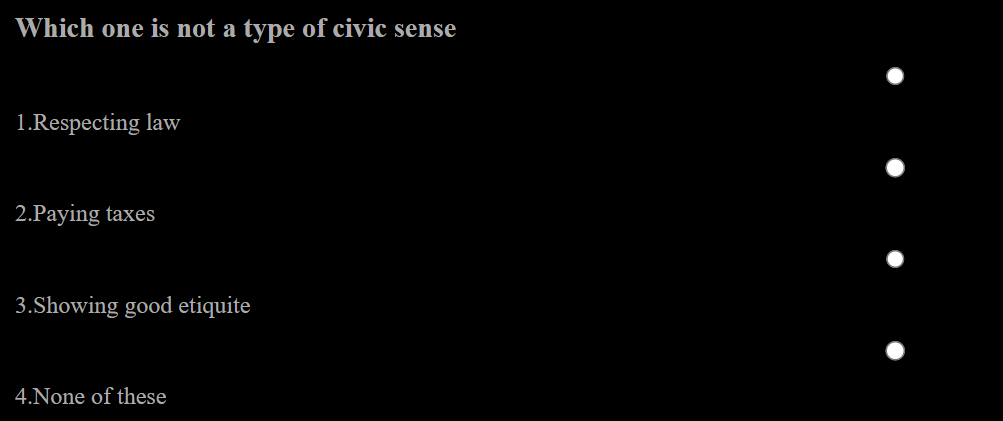 Which one is not a type of civic sense
1.Respecting law
2.Paying taxes
3.Showing good etiquite
4.None of these